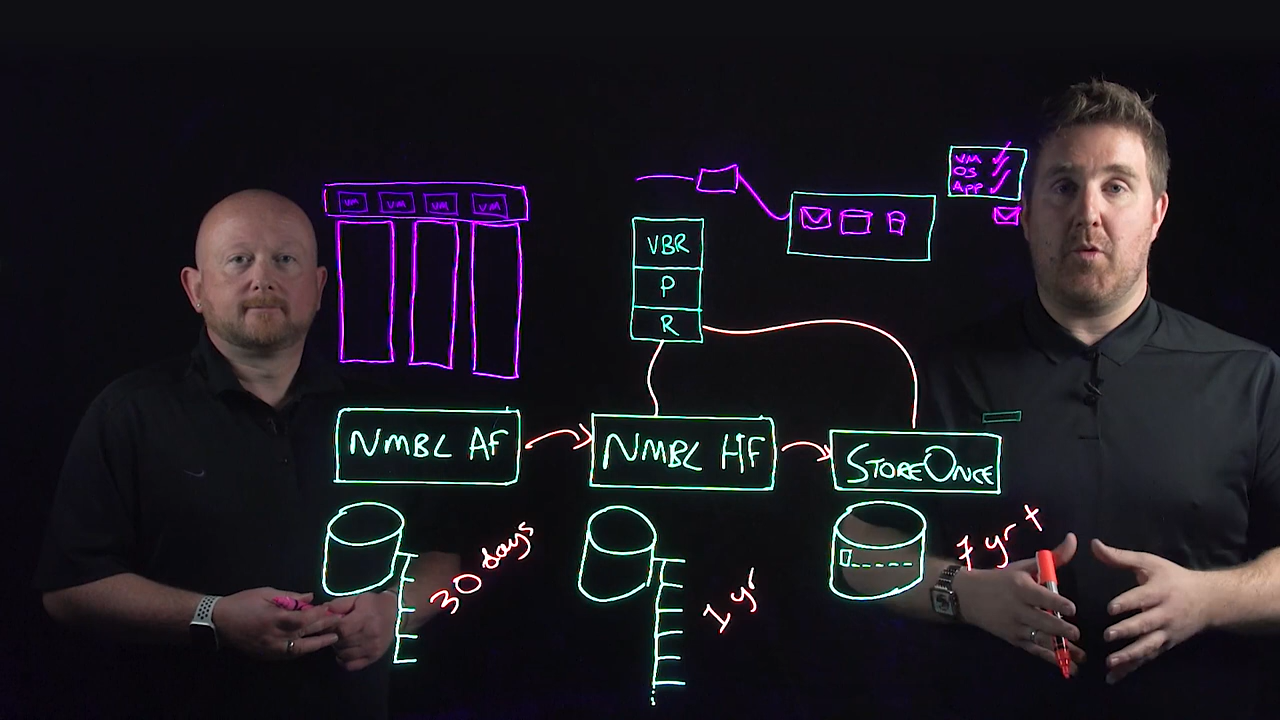 VM VM VM VM
VM ✓
OS ✓
APP ✓
VBR
P
R
NMBL AF
NMBL HF
STOREONCE
30 days
1 yr
7 yr +